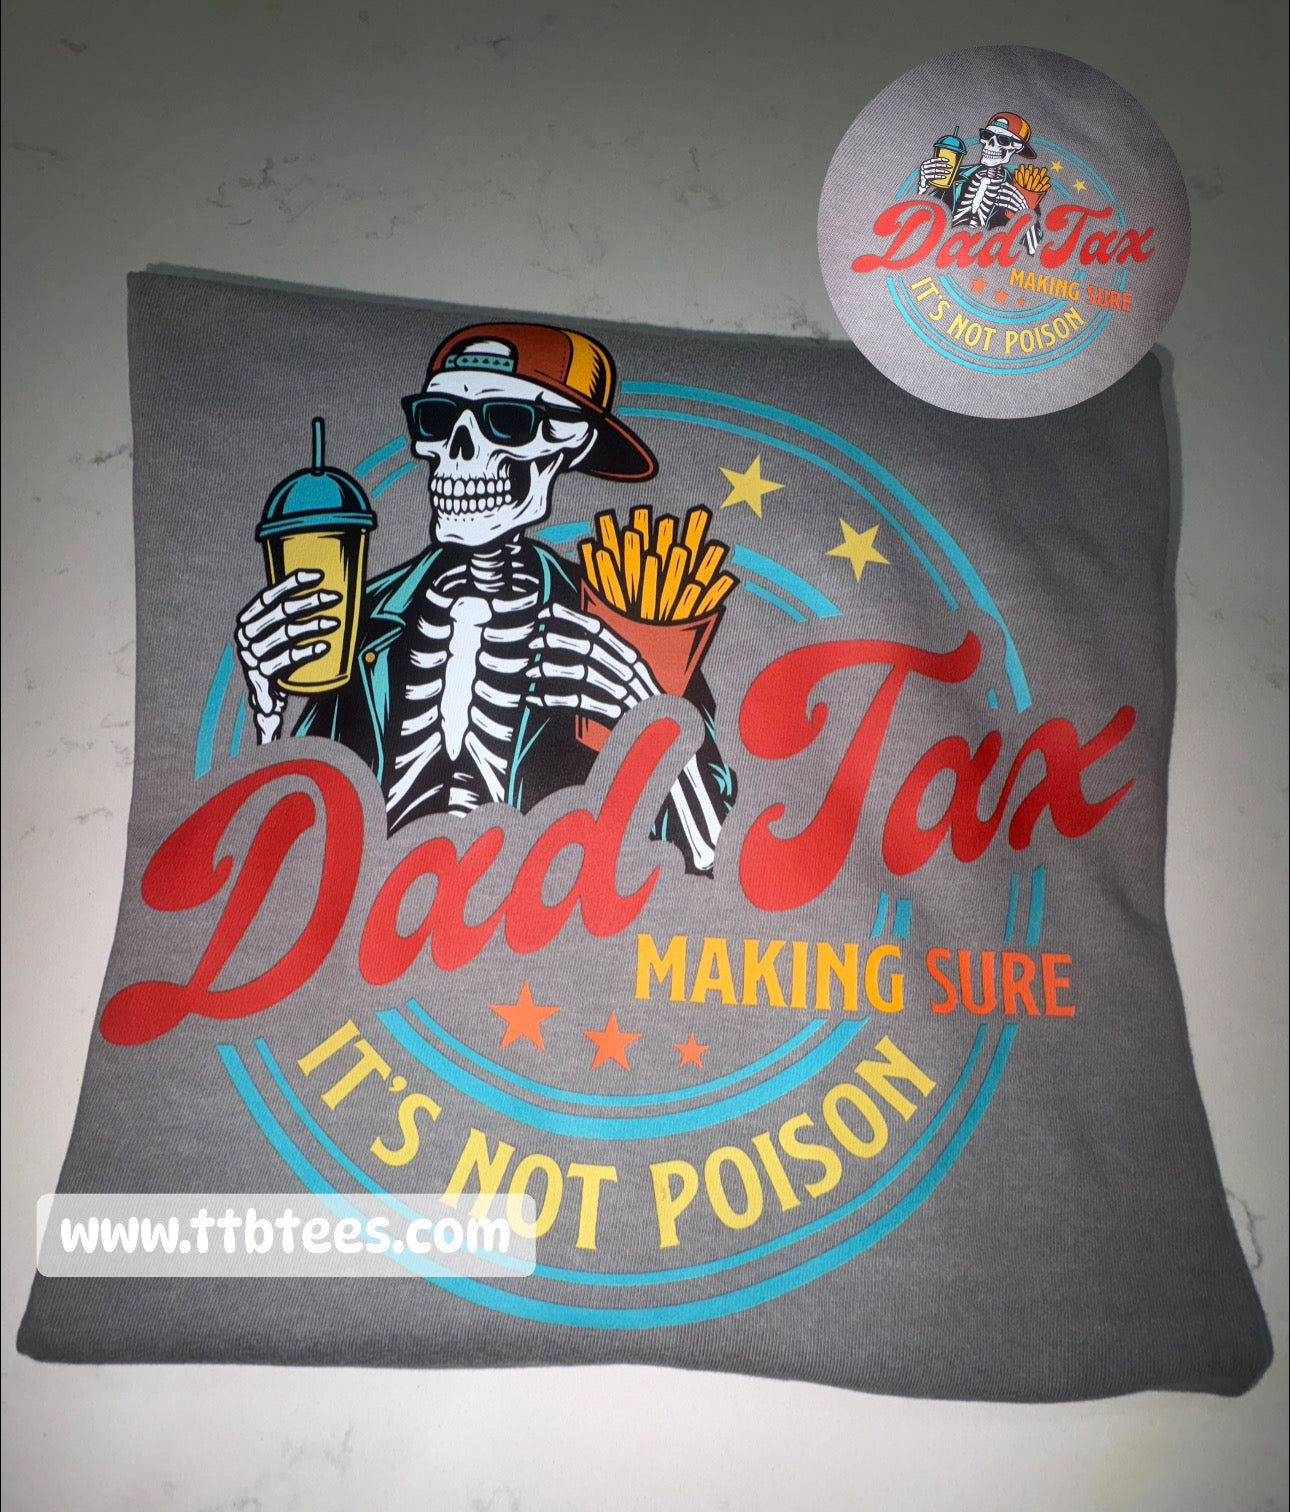 Dad Tax
MAKING SURE
IT'S NOT POISON
Dad Tax
MAKING SURE
IT'S NOT POISON
www.ttbtees.com